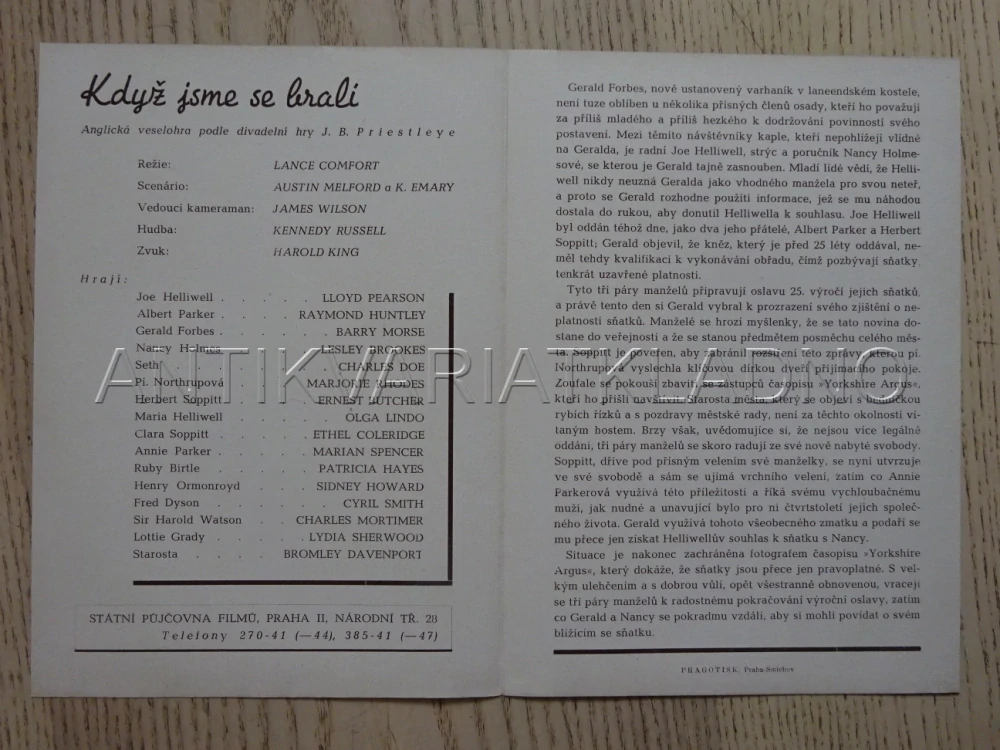 Když jsme se brali
Anglická veselohra podle divadelní hry J. B. Priestleye
Režie: LANCE COMFORT
Scenário: AUSTIN MELFORD a K. EMARY
Vedoucí kameraman: JAMES WILSON
Hudba: KENNEDY RUSSELL
Zvuk: HAROLD KING
Hrají:
Joe Helliwell . . . . . LLOYD PEARSON
Albert Parker . . . . . RAYMOND HUNTLEY
Gerald Forbes . . . . . . BARRY MORSE
Nancy Holmes . . . . . LESLEY BROOKES
Seth . . . . . . . . CHARLES DOE
Pí. Northrupová . . . . MARJORIE RHODES
Herbert Soppitt . . . . ERNEST BUTCHER
Maria Helliwell . . . . . OLGA LINDO
Clara Soppitt . . . . ETHEL COLERIDGE
Annie Parker . . . . . MARIAN SPENCER
Ruby Birtle . . . . . PATRICIA HAYES
Henry Ormonroyd . . . SIDNEY HOWARD
Fred Dyson . . . . . . CYRIL SMITH
Sir Harold Watson . . CHARLES MORTIMER
Lottie Grady . . . . . LYDIA SHERWOOD
Starosta . . . . BROMLEY DAVENPORT
STÁTNÍ PŮJČOVNA FILMŮ, PRAHA II, NÁRODNÍ TŘ. 28
Telefony 270-41 (—44), 385-41 (—47)
Gerald Forbes, nově ustanovený varhaník v laneendském kostele,
není tuze oblíben u několika přísných členů osady, kteří ho považují
za příliš mladého a příliš hezkého k dodržování povinností svého
postavení. Mezi těmito návštěvníky kaple, kteří nepohlížejí vlídně
na Geralda, je radní Joe Helliwell, strýc a poručník Nancy Holme-
sové, se kterou je Gerald tajně zasnouben. Mladí lidé vědí, že Helli-
well nikdy neuzná Geralda jako vhodného manžela pro svou neteř,
a proto se Gerald rozhodne použíti informace, jež se mu náhodou
dostala do rukou, aby donutil Helliwella k souhlasu. Joe Helliwell
byl oddán téhož dne, jako dva jeho přátelé, Albert Parker a Herbert
Soppitt; Gerald objevil, že kněz, který je před 25 léty oddával, ne-
měl tehdy kvalifikaci k vykonávání obřadu, čímž pozbývají sňatky,
tenkrát uzavřené platnosti.
Tyto tři páry manželů připravují oslavu 25. výročí jejich sňatků,
a právě tento den si Gerald vybral k prozrazení svého zjištění o ne-
platnosti sňatků. Manželé se hrozí myšlenky, že se tato novina do-
stane do veřejnosti a že se stanou předmětem posměchu celého měs-
ta. Soppitt je pověřen, aby zabránil rozšíření této zprávy, kterou pí.
Northrupová vyslechla klíčovou dírkou dveří přijímacího pokoje.
Zoufale se pokouší zbaviti se zástupců časopisu »Yorkshire Argus«,
kteří ho přišli navštívit. Starosta města, který se objeví s bedničkou
rybích řízků a s pozdravy městské rady, není za těchto okolností ví-
taným hostem. Brzy však, uvědomujíce si, že nejsou více legálně
oddáni, tři páry manželů se skoro radují ze své nově nabyté svobody.
Soppitt, dříve pod přísným velením své manželky, se nyní utvrzuje
ve své svobodě a sám se ujímá vrchního velení, zatím co Annie
Parkerová využívá této příležitosti a říká svému vychloubačnému
muži, jak nudné a unavující bylo pro ni čtvrtstoletí jejich společ-
ného života. Gerald využívá tohoto všeobecného zmatku a podaří se
mu přece jen získat Helliwellův souhlas k sňatku s Nancy.
Situace je nakonec zachráněna fotografem časopisu »Yorkshire
Argus«, který dokáže, že sňatky jsou přece jen pravoplatné. S vel-
kým ulehčením a s dobrou vůlí, opět všestranně obnovenou, vracejí
se tři páry manželů k radostnému pokračování výroční oslavy, zatím
co Gerald a Nancy se pokradmu vzdálí, aby si mohli povídat o svém
blížícím se sňatku.
PRAGOTISK, Praha-Smíchov
ANTIKVARIAT KLADNO